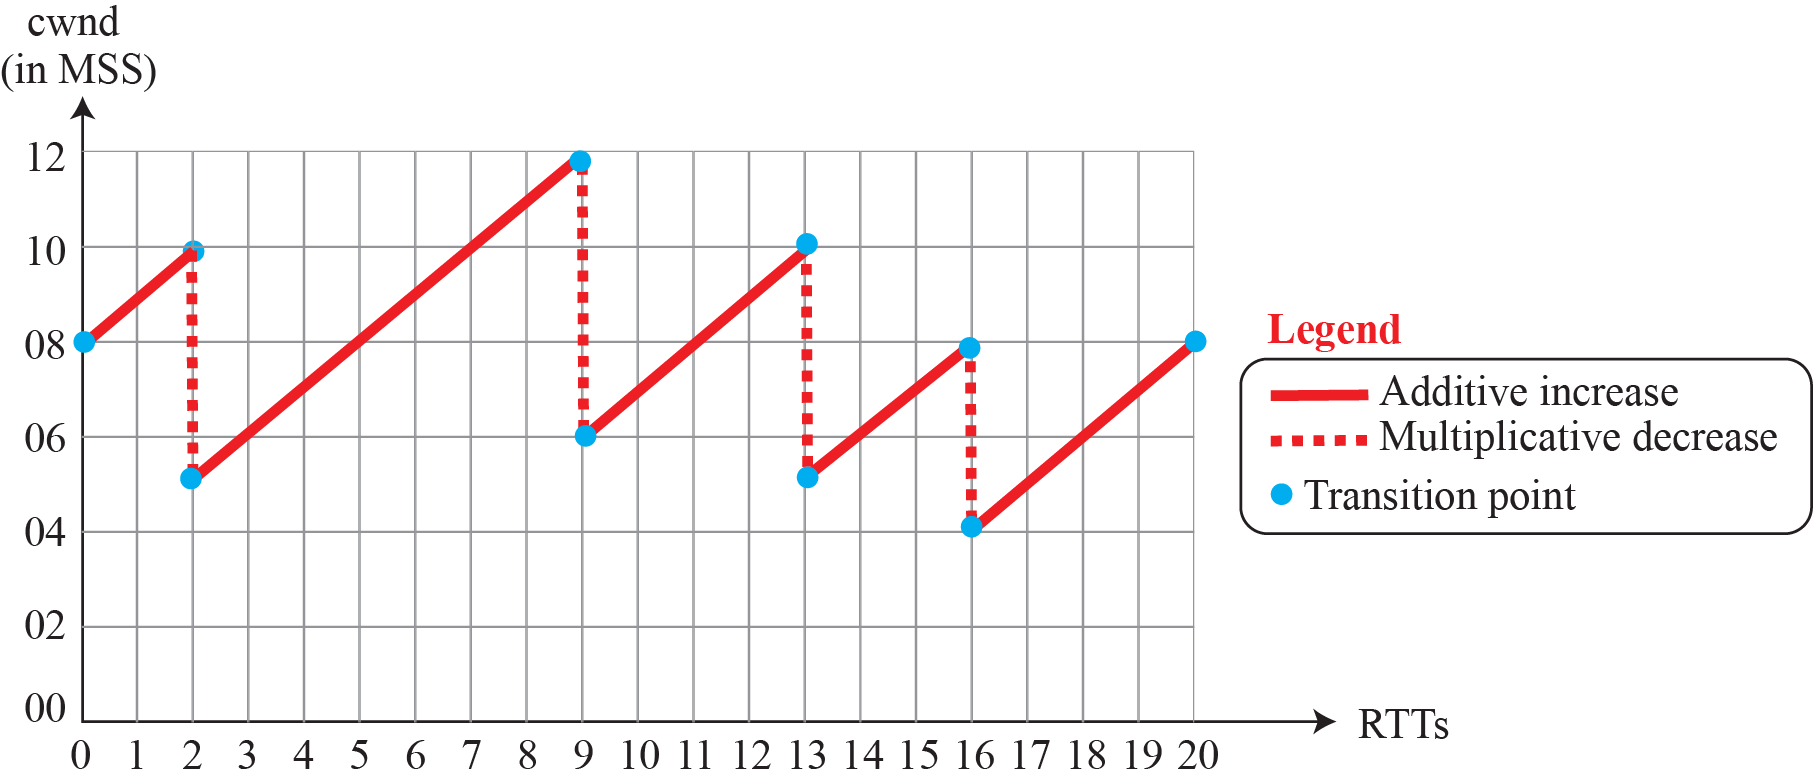 cwnd
(in MSS)
12
10
08
06
04
02
00
0 1 2 3 4 5 6 7 8 9 10 11 12 13 14 15 16 17 18 19 20
RTTs
Legend
Additive increase
Multiplicative decrease
Transition point